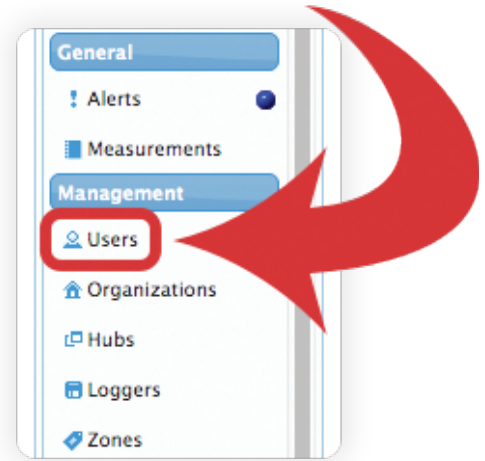 General
Alerts
Measurements
Management
Users
Organizations
Hubs
Loggers
Zones